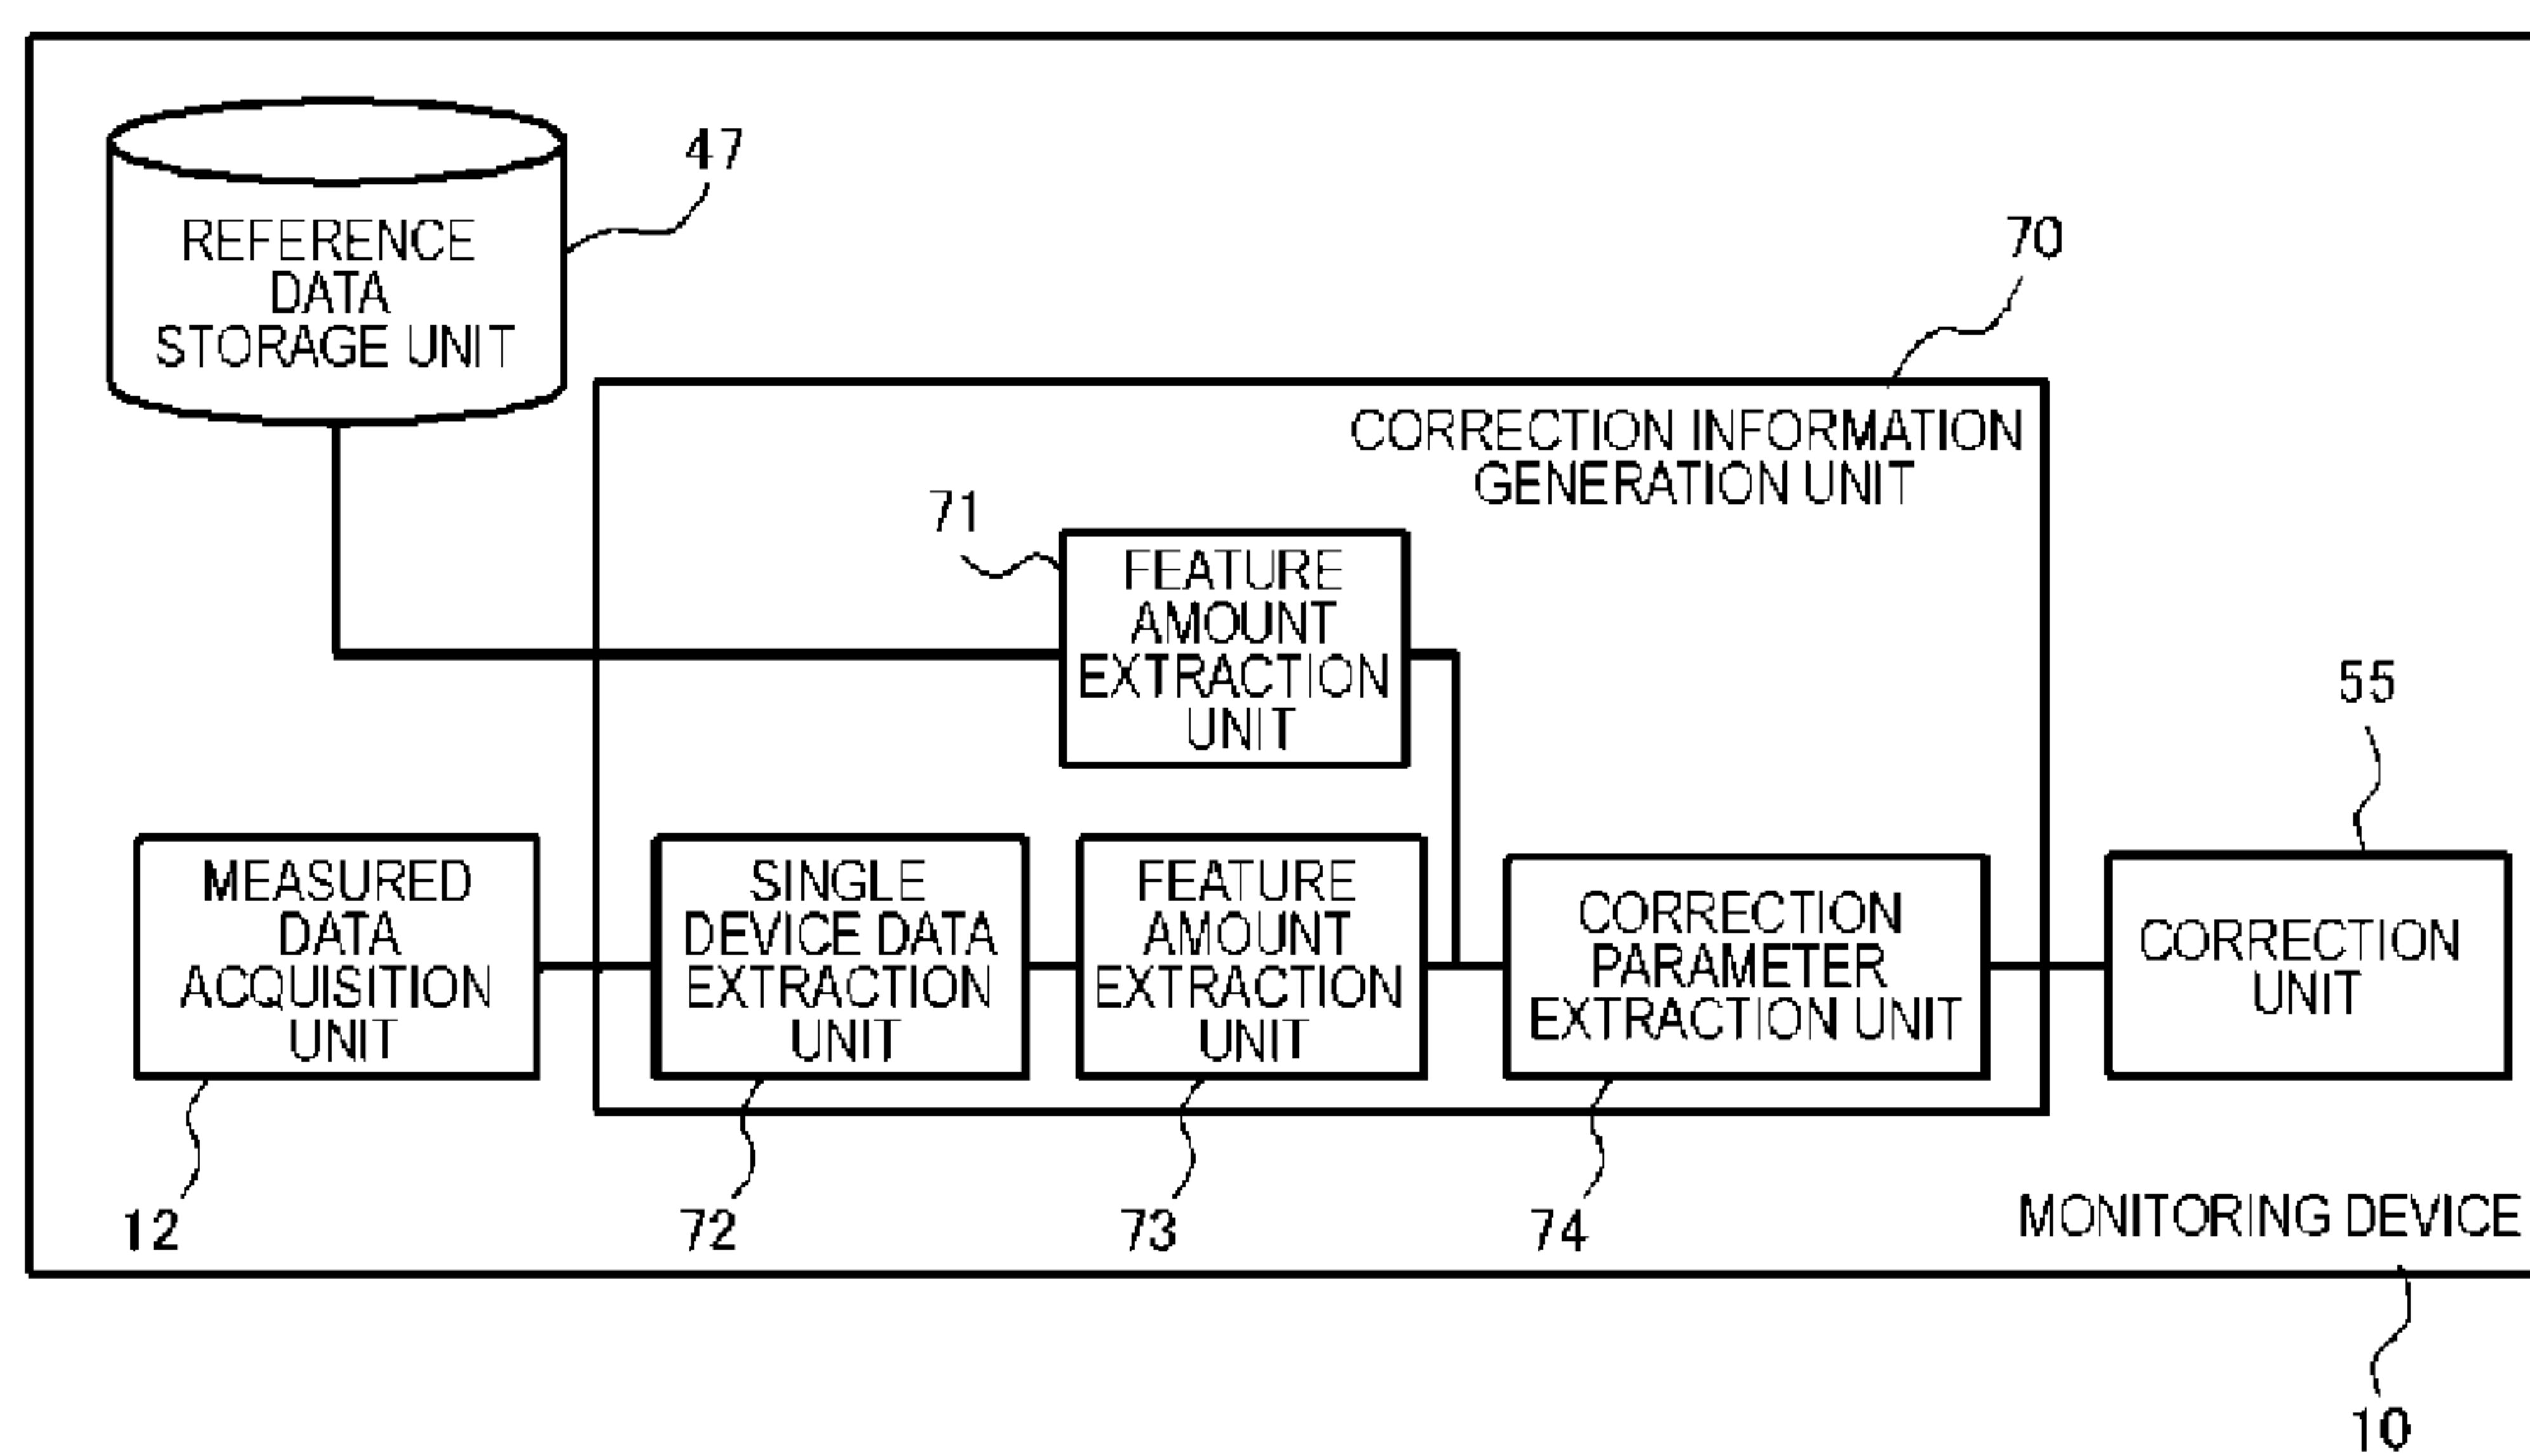 47
REFERENCE
DATA
STORAGE UNIT
70
CORRECTION INFORMATION
GENERATION UNIT
71
FEATURE
AMOUNT
EXTRACTION
UNIT
55
MEASURED
DATA
ACQUISITION
UNIT
SINGLE
DEVICE DATA
EXTRACTION
UNIT
FEATURE
AMOUNT
EXTRACTION
UNIT
CORRECTION
PARAMETER
EXTRACTION UNIT
CORRECTION
UNIT
12
72
73
74
MONITORING DEVICE
10